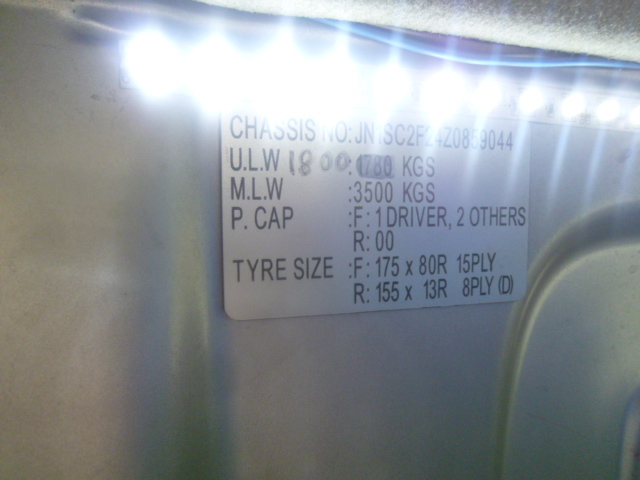 CHASSIS NO:JN1SC2F24Z0859044
U.L.W 1800 :1780 KGS
M.L.W :3500 KGS
P. CAP :F: 1 DRIVER, 2 OTHERS
R: 00
TYRE SIZE :F: 175 x 80R 15PLY
R: 155 x 13R 8PLY (D)